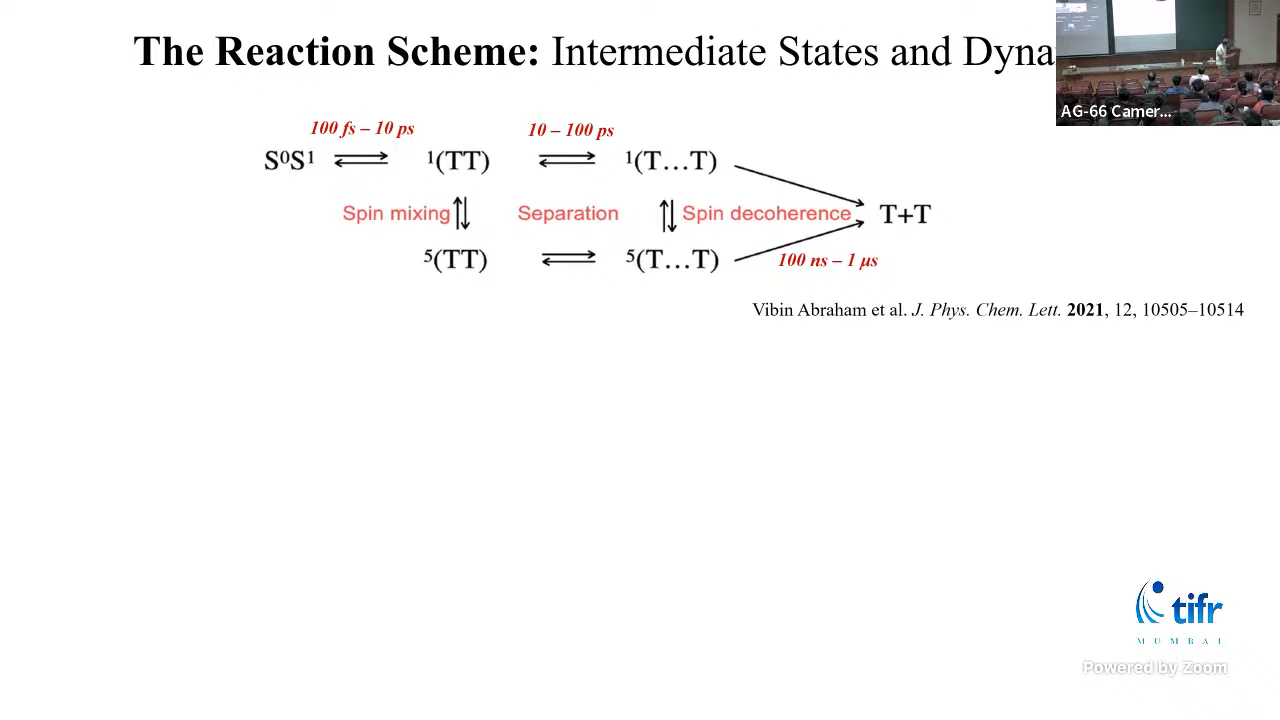 The Reaction Scheme: Intermediate States and Dyna
AG-66 Camer...
100 fs – 10 ps
10 – 100 ps
S⁰S¹ ⇌ ¹(TT) ⇌ ¹(T...T)
Spin mixing
Separation
Spin decoherence
T+T
⁵(TT) ⇌ ⁵(T...T)
100 ns – 1 μs
Vibin Abraham et al. J. Phys. Chem. Lett. 2021, 12, 10505–10514
tifr
MUMBAI
Powered by Zoom